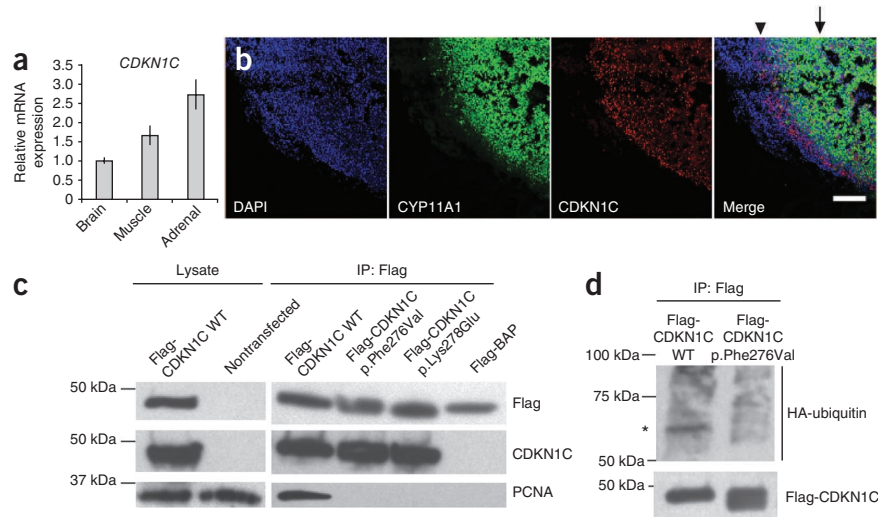 a
CDKN1C
Relative mRNA
expression
3.5
3.0
2.5
2.0
1.5
1.0
0.5
0
Brain
Muscle
Adrenal
b
DAPI
CYP11A1
CDKN1C
Merge
c
Lysate
IP: Flag
Flag-
CDKN1C WT
Nontransfected
Flag-
CDKN1C WT
Flag-CDKN1C
p.Phe276Val
Flag-CDKN1C
p.Lys278Glu
Flag-BAP
50 kDa
Flag
50 kDa
CDKN1C
37 kDa
PCNA
d
IP: Flag
Flag-
CDKN1C
WT
Flag-
CDKN1C
p.Phe276Val
100 kDa
75 kDa
*
50 kDa
HA-ubiquitin
50 kDa
Flag-CDKN1C